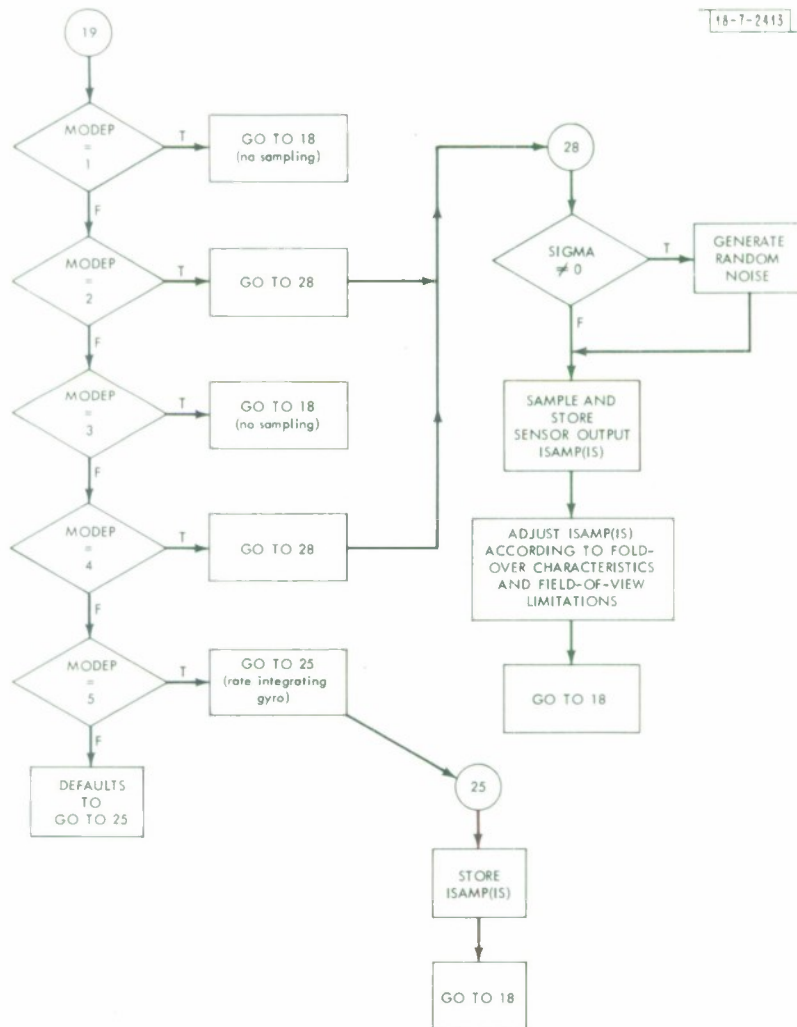 18-7-2413
19
MODEP
=
1
T
GO TO 18
(no sampling)
F
MODEP
=
2
T
GO TO 28
F
MODEP
=
3
T
GO TO 18
(no sampling)
F
MODEP
=
4
T
GO TO 28
F
MODEP
=
5
T
GO TO 25
(rate integrating
gyro)
F
DEFAULTS
TO
GO TO 25
28
SIGMA
≠ 0
T
GENERATE
RANDOM
NOISE
F
SAMPLE AND
STORE
SENSOR OUTPUT
ISAMP(IS)
ADJUST ISAMP(IS)
ACCORDING TO FOLD-
OVER CHARACTERISTICS
AND FIELD-OF-VIEW
LIMITATIONS
GO TO 18
25
STORE
ISAMP(IS)
GO TO 18